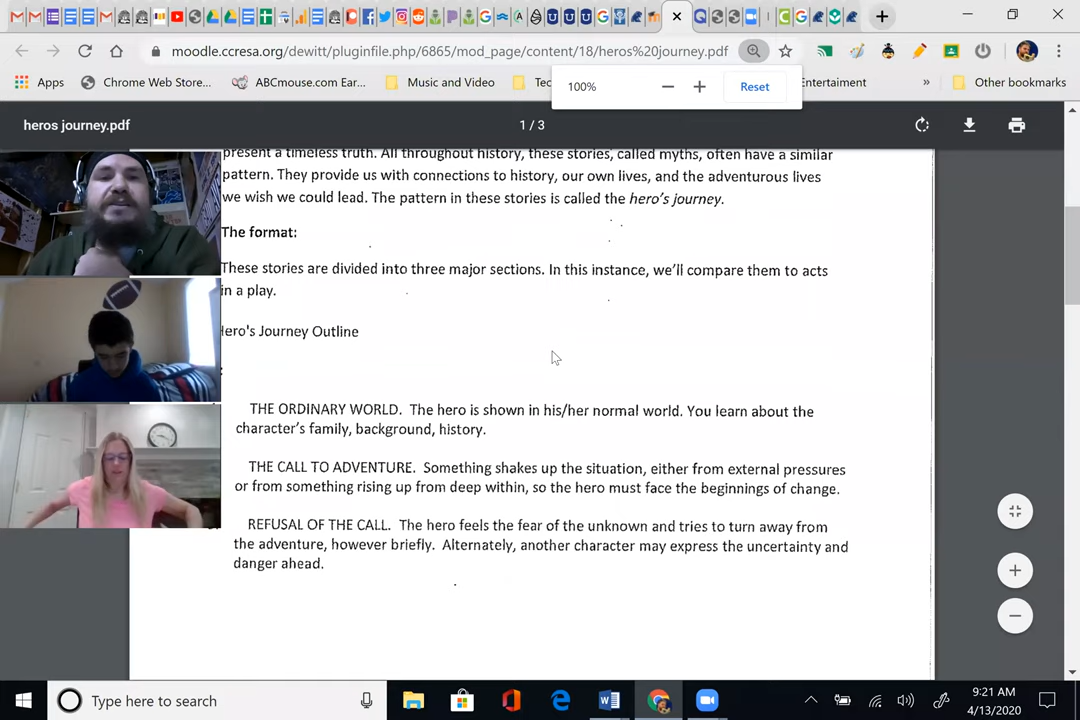 moodle.ccresa.org/dewitt/pluginfile.php/6865/mod_page/content/18/heros%20journey.pdf
Apps
Chrome Web Store...
ABCmouse.com Ear...
Music and Video
Tec
Entertainment
»
Other bookmarks
100%
Reset
heros journey.pdf
1 / 3
present a timeless truth. All throughout history, these stories, called myths, often have a similar
pattern. They provide us with connections to history, our own lives, and the adventurous lives
we wish we could lead. The pattern in these stories is called the hero's journey.
The format:
These stories are divided into three major sections. In this instance, we'll compare them to acts
in a play.
ero's Journey Outline
:
THE ORDINARY WORLD. The hero is shown in his/her normal world. You learn about the
character's family, background, history.
THE CALL TO ADVENTURE. Something shakes up the situation, either from external pressures
or from something rising up from deep within, so the hero must face the beginnings of change.
REFUSAL OF THE CALL. The hero feels the fear of the unknown and tries to turn away from
the adventure, however briefly. Alternately, another character may express the uncertainty and
danger ahead.
Type here to search
9:21 AM
4/13/2020